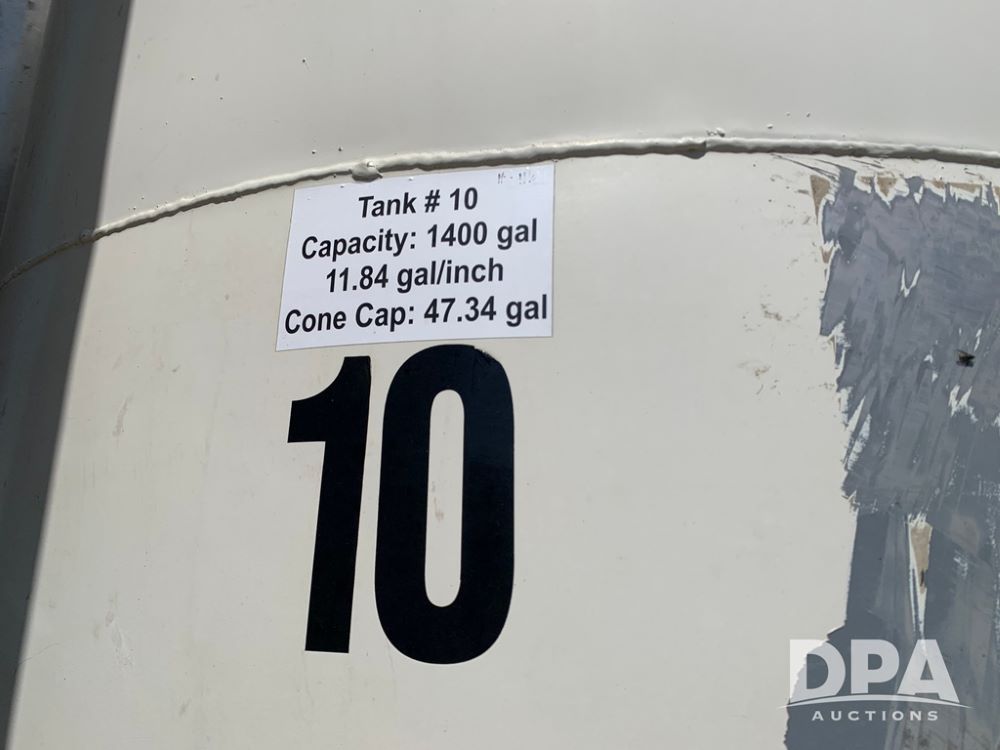 Tank # 10
Capacity: 1400 gal
11.84 gal/inch
Cone Cap: 47.34 gal
10
DPA
AUCTIONS